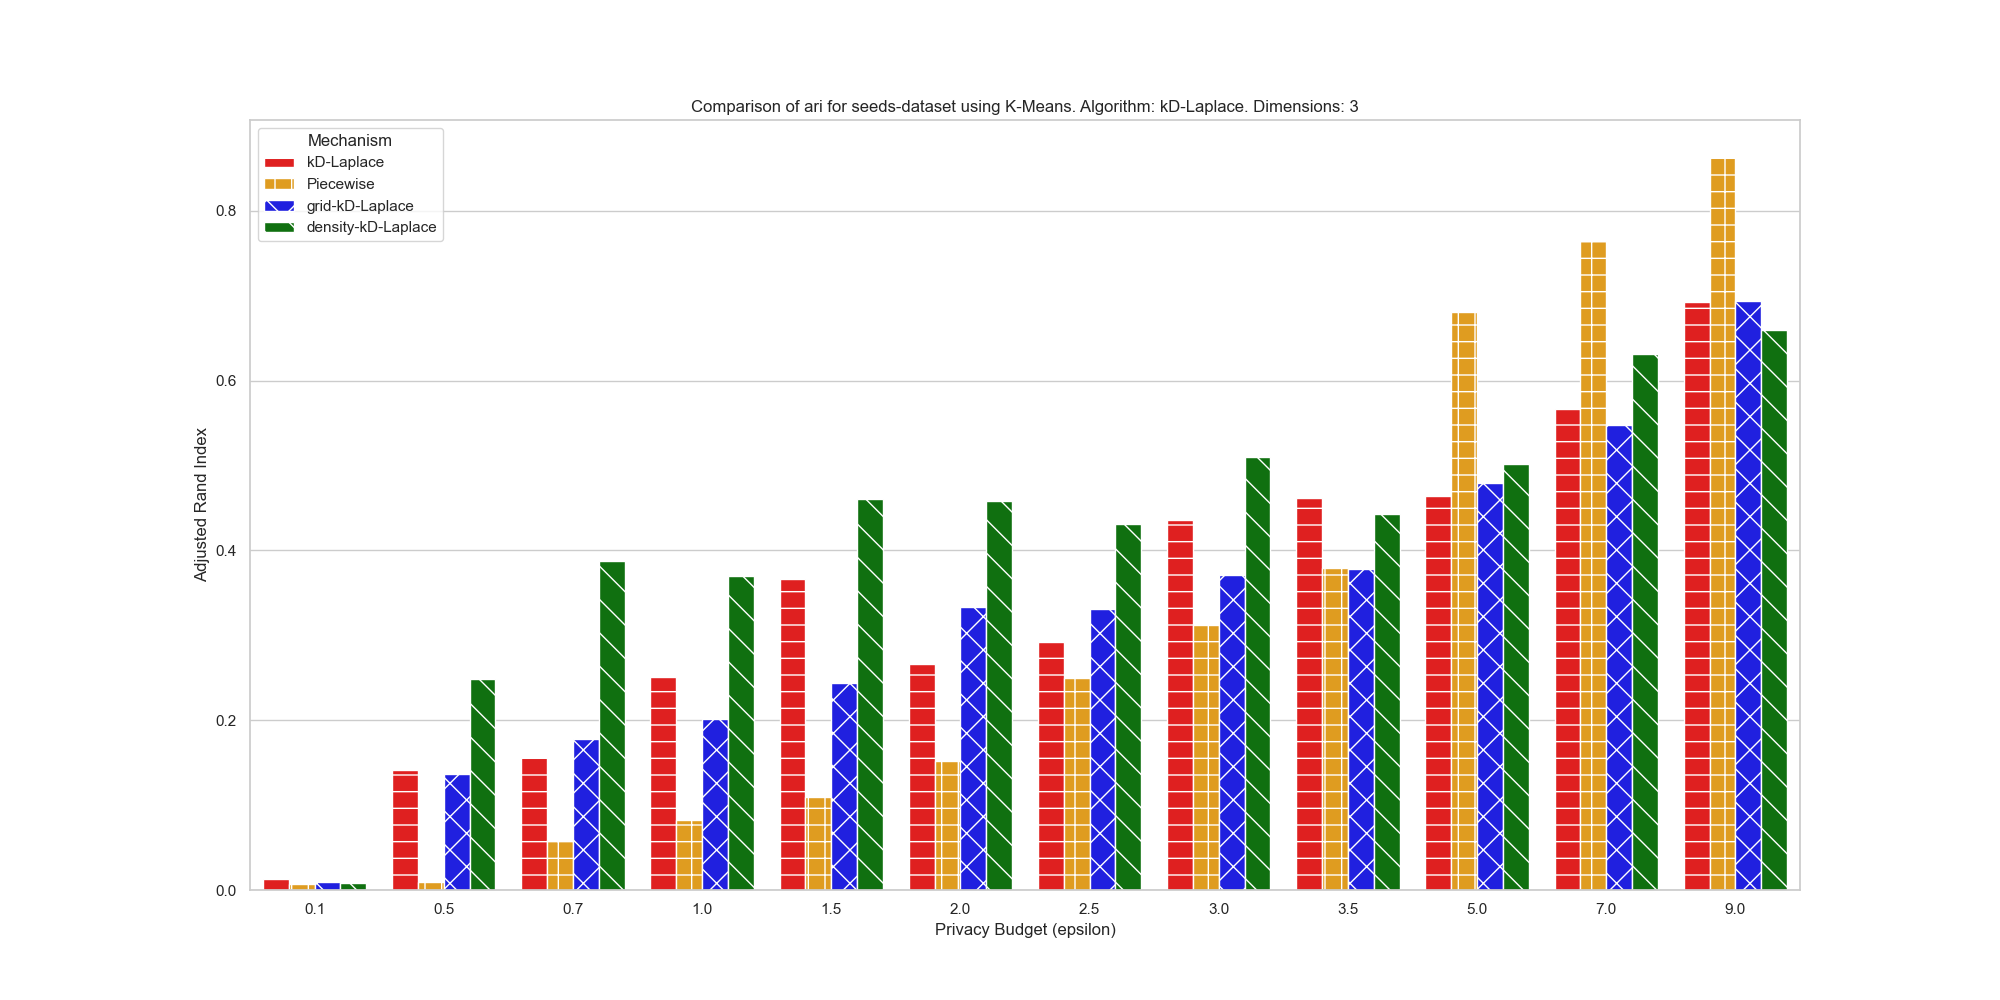 Comparison of ari for seeds-dataset using K-Means. Algorithm: kD-Laplace. Dimensions: 3
Mechanism
kD-Laplace
Piecewise
grid-kD-Laplace
density-kD-Laplace
Adjusted Rand Index
0.8
0.6
0.4
0.2
0.0
0.1 0.5 0.7 1.0 1.5 2.0 2.5 3.0 3.5 5.0 7.0 9.0
Privacy Budget (epsilon)